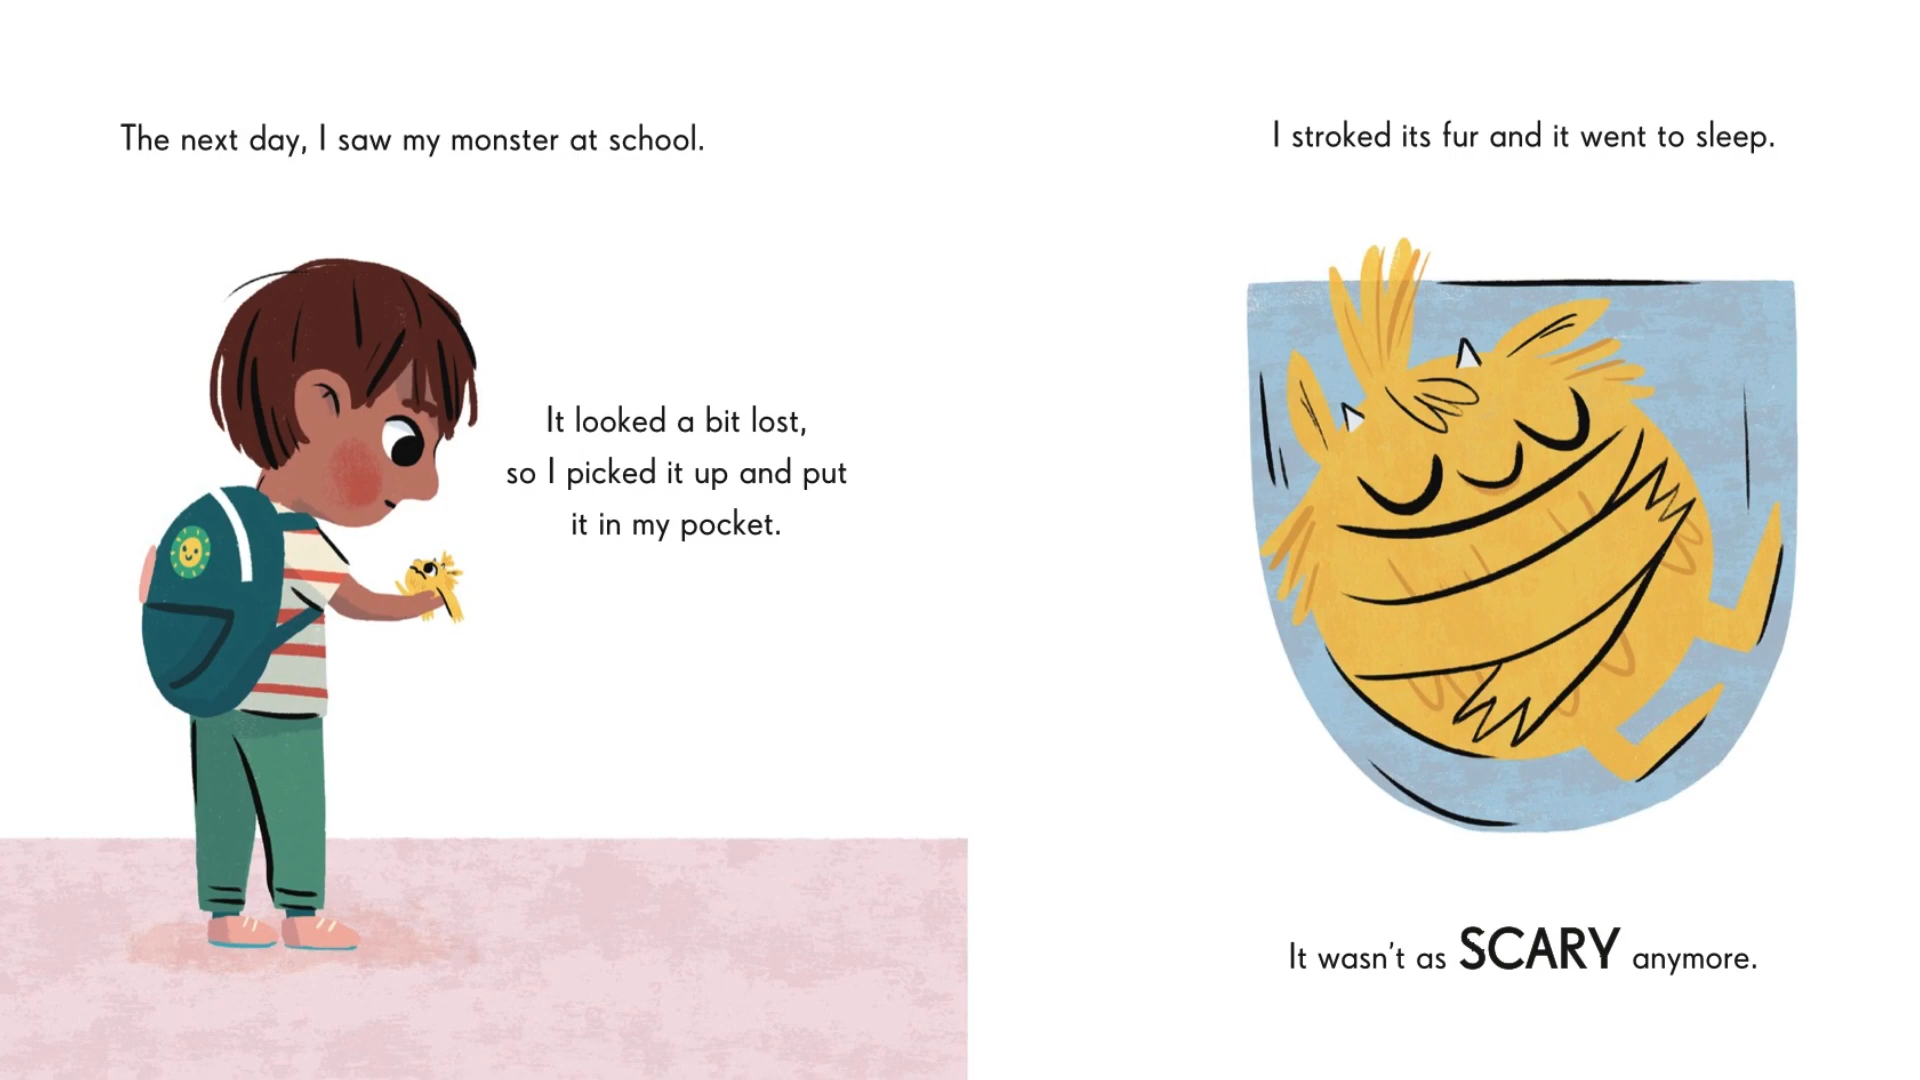 The next day, I saw my monster at school.
It looked a bit lost,
so I picked it up and put
it in my pocket.
I stroked its fur and it went to sleep.
It wasn't as SCARY anymore.